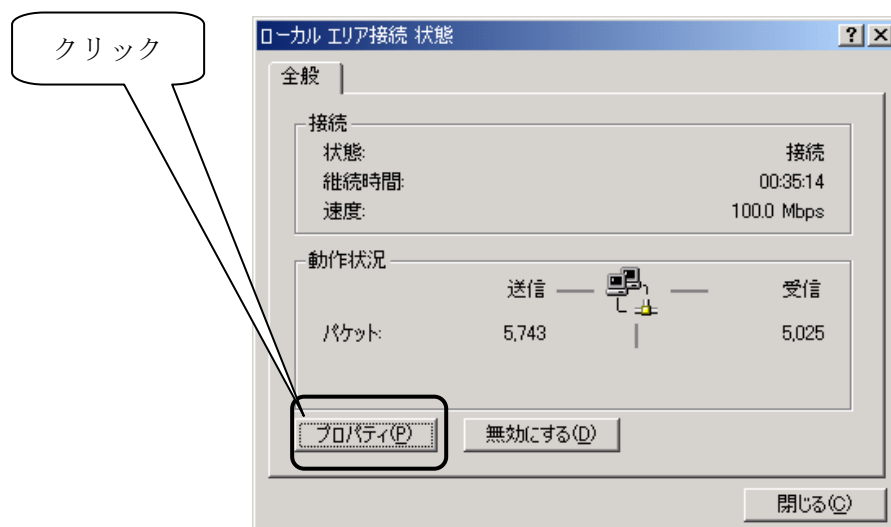 クリック
ローカル エリア接続 状態
全般
接続
状態: 接続
継続時間: 00:35:14
速度: 100.0 Mbps
動作状況
送信 受信
パケット: 5,743 5,025
プロパティ(P) 無効にする(D)
閉じる(C)